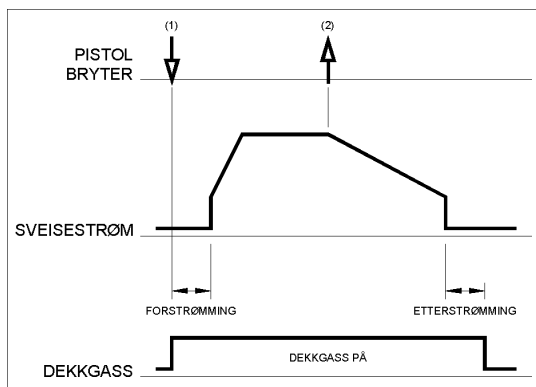 (1)
(2)
PISTOL
BRYTER
SVEISESTRØM
FORSTRØMMING
ETTERSTRØMMING
DEKKGASS PÅ
DEKKGASS